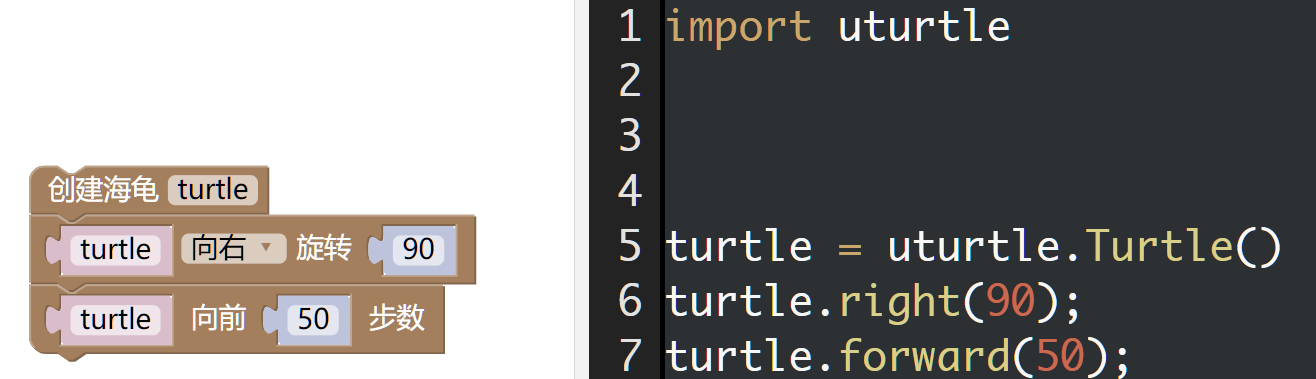 创建海龟 turtle
turtle 向右 旋转 90
turtle 向前 50 步数
1 import uturtle
2
3
4
5 turtle = uturtle.Turtle()
6 turtle.right(90);
7 turtle.forward(50);